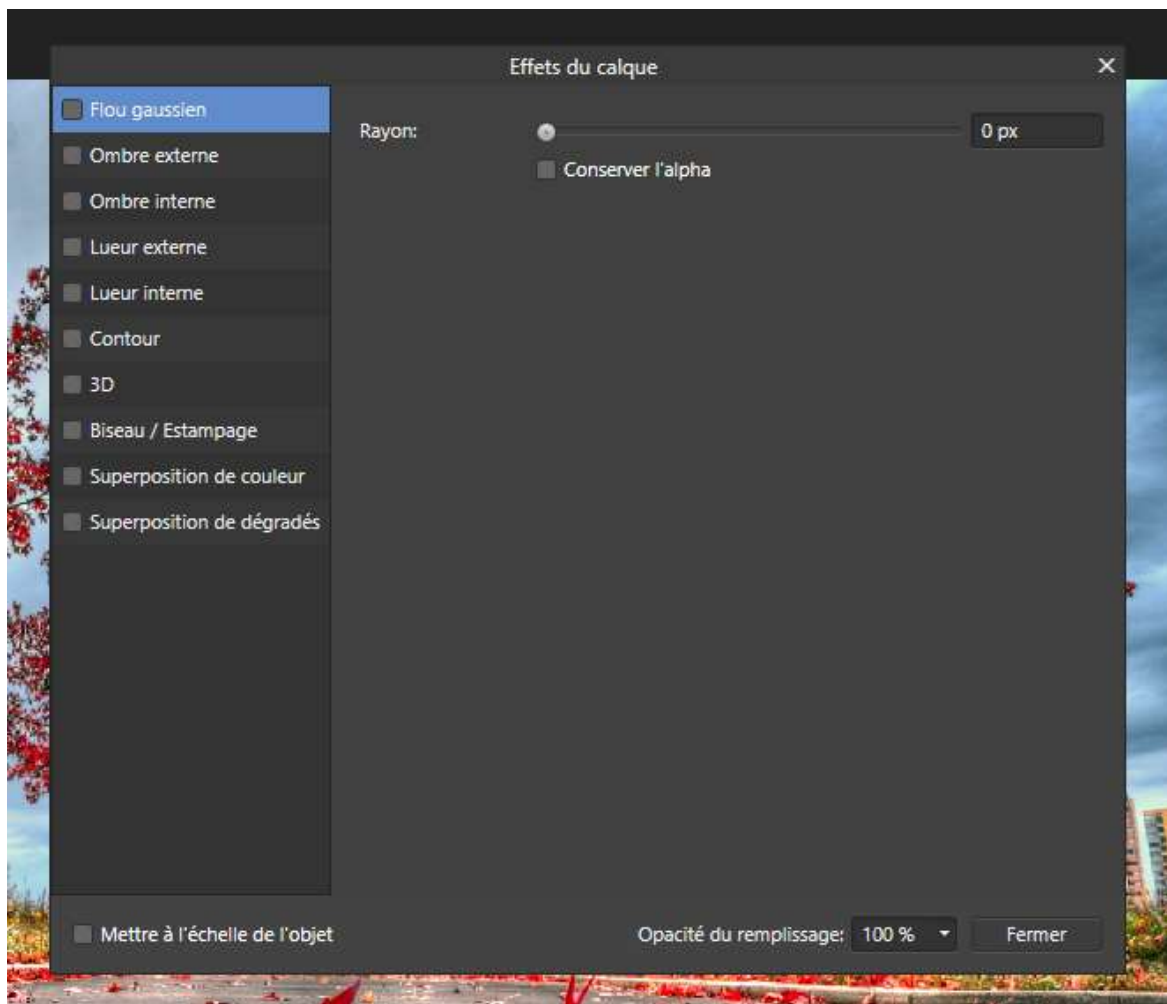 Effets du calque
Flou gaussien
Rayon:
0 px
Conserver l'alpha
Ombre externe
Ombre interne
Lueur externe
Lueur interne
Contour
3D
Biseau / Estampage
Superposition de couleur
Superposition de dégradés
Mettre à l'échelle de l'objet
Opacité du remplissage: 100 %
Fermer